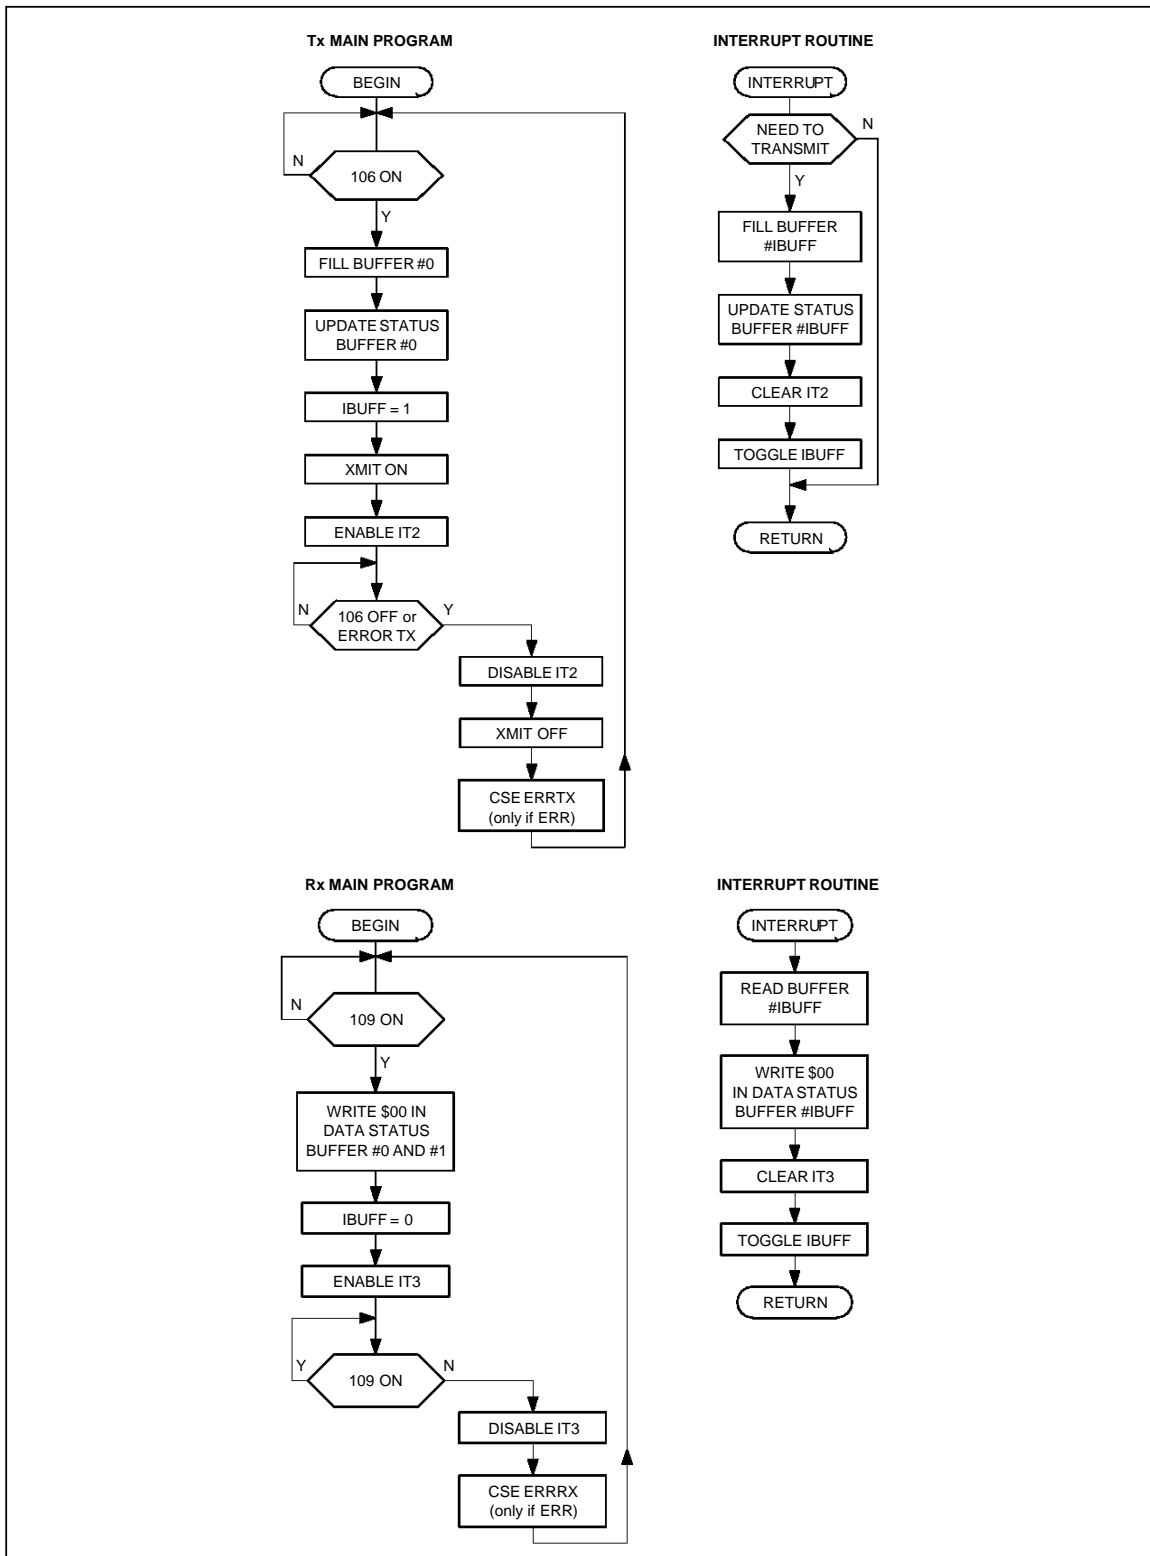 Tx MAIN PROGRAM
BEGIN
N
106 ON
Y
FILL BUFFER #0
UPDATE STATUS
BUFFER #0
IBUFF = 1
XMIT ON
ENABLE IT2
N
106 OFF or
ERROR TX
Y
DISABLE IT2
XMIT OFF
CSE ERRTX
(only if ERR)
INTERRUPT ROUTINE
INTERRUPT
NEED TO
TRANSMIT
N
Y
FILL BUFFER
#IBUFF
UPDATE STATUS
BUFFER #IBUFF
CLEAR IT2
TOGGLE IBUFF
RETURN
Rx MAIN PROGRAM
BEGIN
N
109 ON
Y
WRITE $00 IN
DATA STATUS
BUFFER #0 AND #1
IBUFF = 0
ENABLE IT3
Y
109 ON
N
DISABLE IT3
CSE ERRRX
(only if ERR)
INTERRUPT ROUTINE
INTERRUPT
READ BUFFER
#IBUFF
WRITE $00
IN DATA STATUS
BUFFER #IBUFF
CLEAR IT3
TOGGLE IBUFF
RETURN